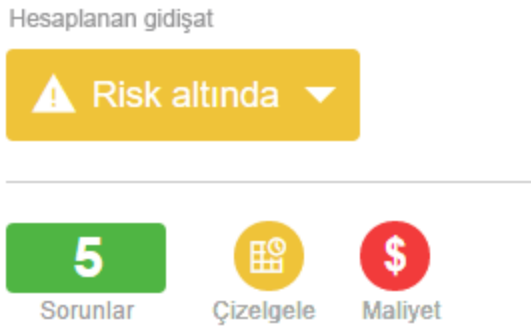 Hesaplanan gidişat
Risk altında
5
$
Sorunlar Çizelgele Maliyet